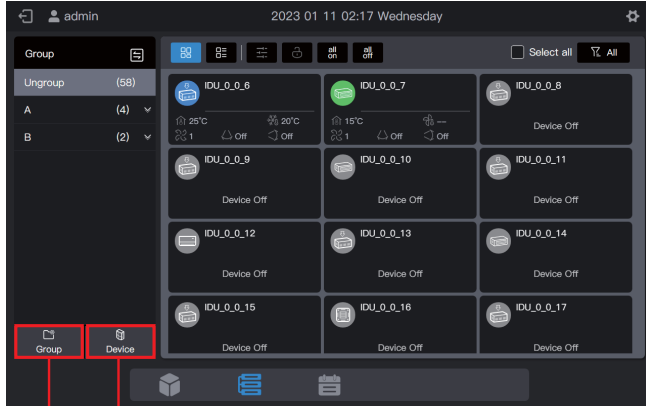 admin
2023 01 11 02:17 Wednesday
Group
all on
all off
Select all
All
Ungroup (58)
A (4)
B (2)
IDU_0_0_6
25°C 20°C
1 Off Off
IDU_0_0_7
15°C —
1 Off Off
IDU_0_0_8
Device Off
IDU_0_0_9
Device Off
IDU_0_0_10
Device Off
IDU_0_0_11
Device Off
IDU_0_0_12
Device Off
IDU_0_0_13
Device Off
IDU_0_0_14
Device Off
IDU_0_0_15
Device Off
IDU_0_0_16
Device Off
IDU_0_0_17
Device Off
Group
Device